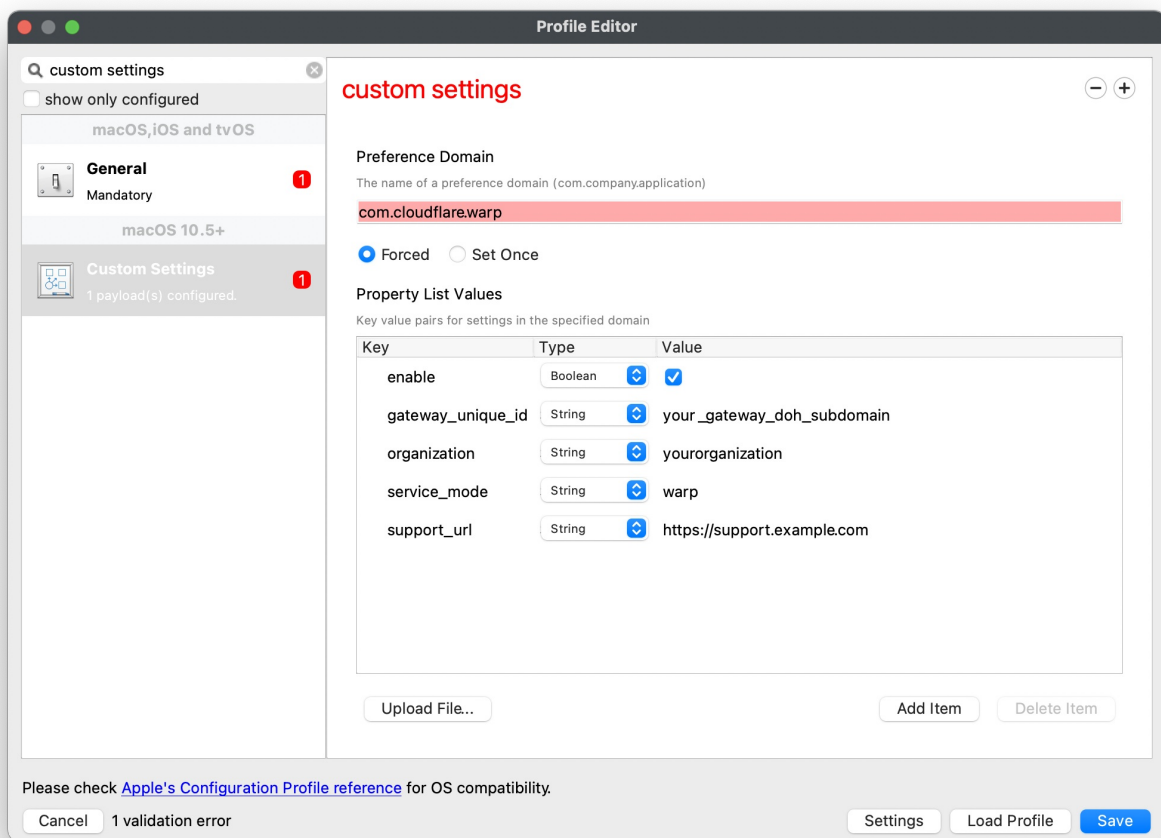 Profile Editor
custom settings
show only configured
macOS,iOS and tvOS
General
Mandatory
1
macOS 10.5+
Custom Settings
1 payload(s) configured.
1
custom settings
Preference Domain
The name of a preference domain (com.company.application)
com.cloudflare.warp
Forced Set Once
Property List Values
Key value pairs for settings in the specified domain
Key Type Value
enable Boolean
gateway_unique_id String your_gateway_doh_subdomain
organization String yourorganization
service_mode String warp
support_url String https://support.example.com
Upload File... Add Item Delete Item
Please check Apple's Configuration Profile reference for OS compatibility.
Cancel 1 validation error Settings Load Profile Save